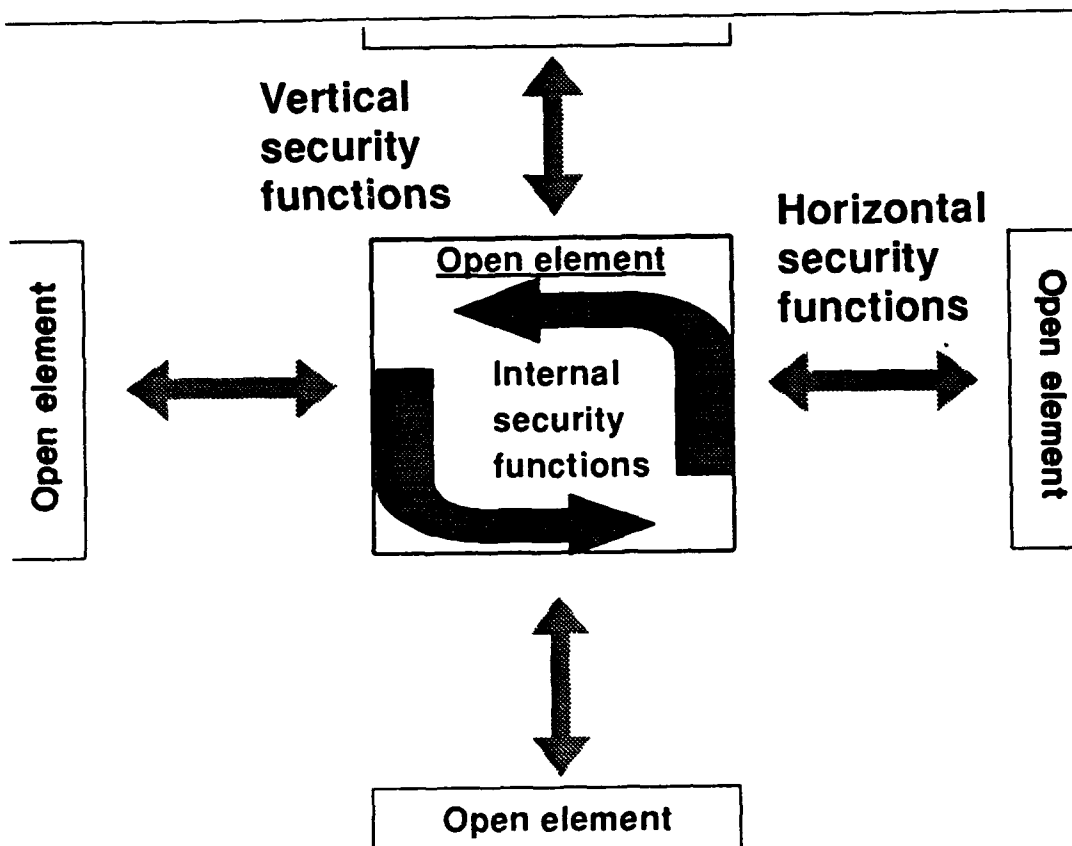 Vertical
security
functions
Horizontal
security
functions
Open element
Internal
security
functions
Open element
Open element
Open element